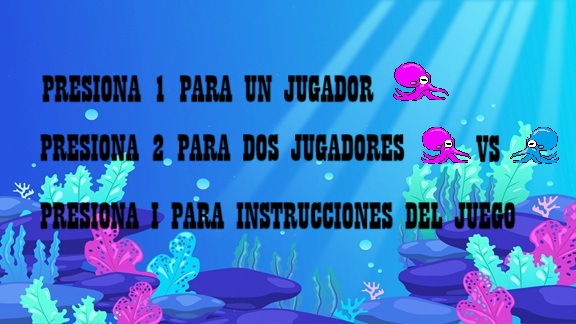 PRESIONA 1 PARA UN JUGADOR
PRESIONA 2 PARA DOS JUGADORES VS
PRESIONA I PARA INSTRUCCIONES DEL JUEGO